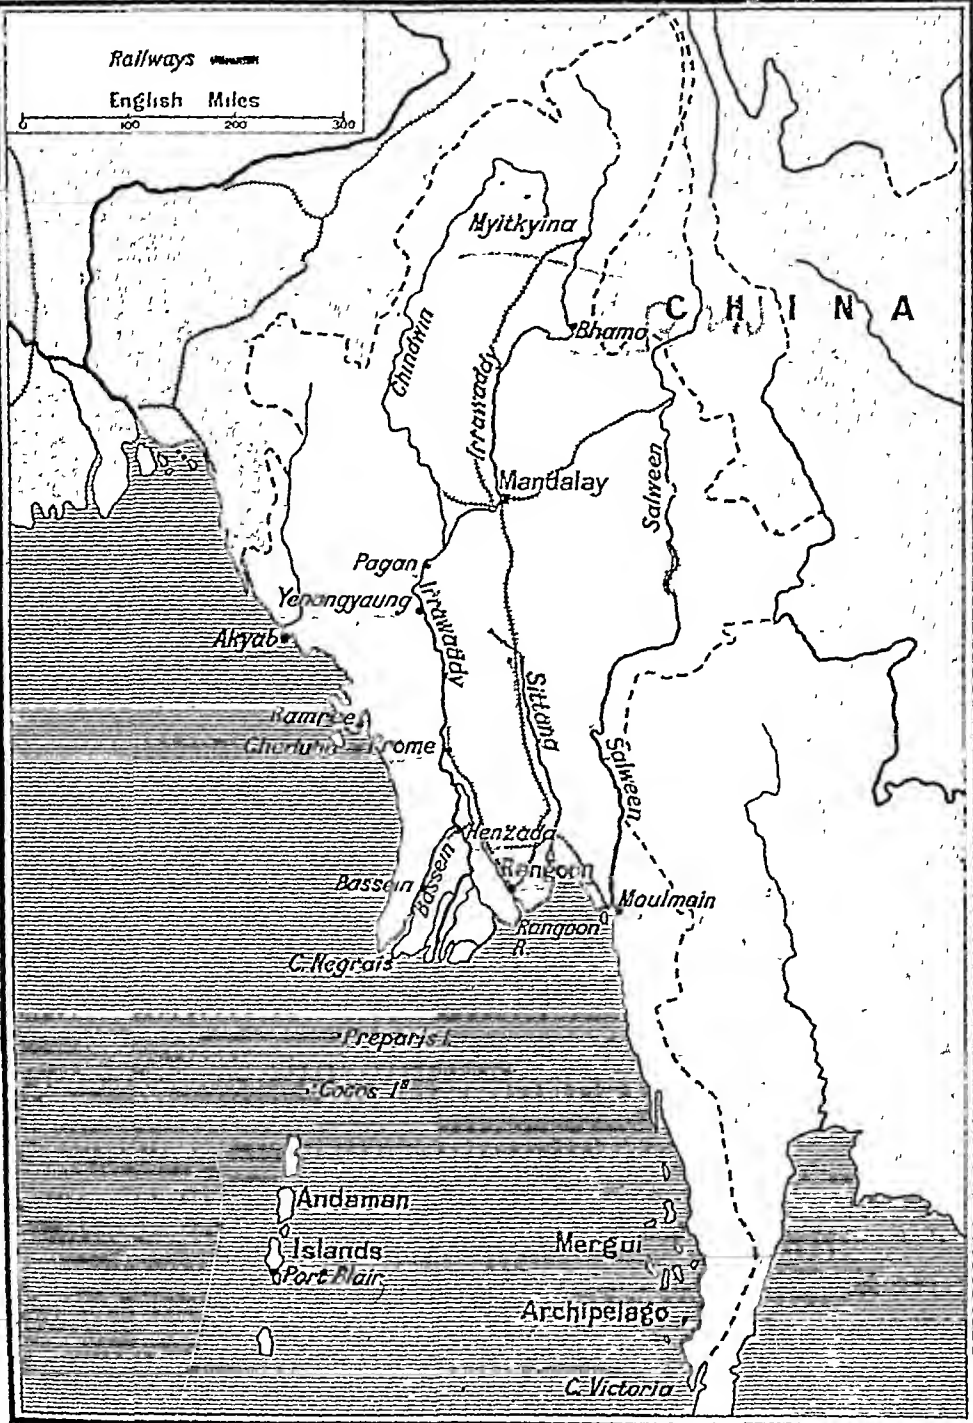 Railways
English Miles
0 100 200 300
Myitkyina
CHINA
Bhamo
Chindwin
Irrawaddy
Mandalay
Salween
Pagan
Yenangyaung
Irrawaddy
Akyab
Sittang
Ramree
Cheduba
Prome
Salween
Henzada
Bassein
Bassein
Rangoon
Moulmain
Rangoon
R.
C. Negrais
Preparis I.
Cocos Iˢ
Andaman
Islands
Port Blair
Mergui
Archipelago
C. Victoria